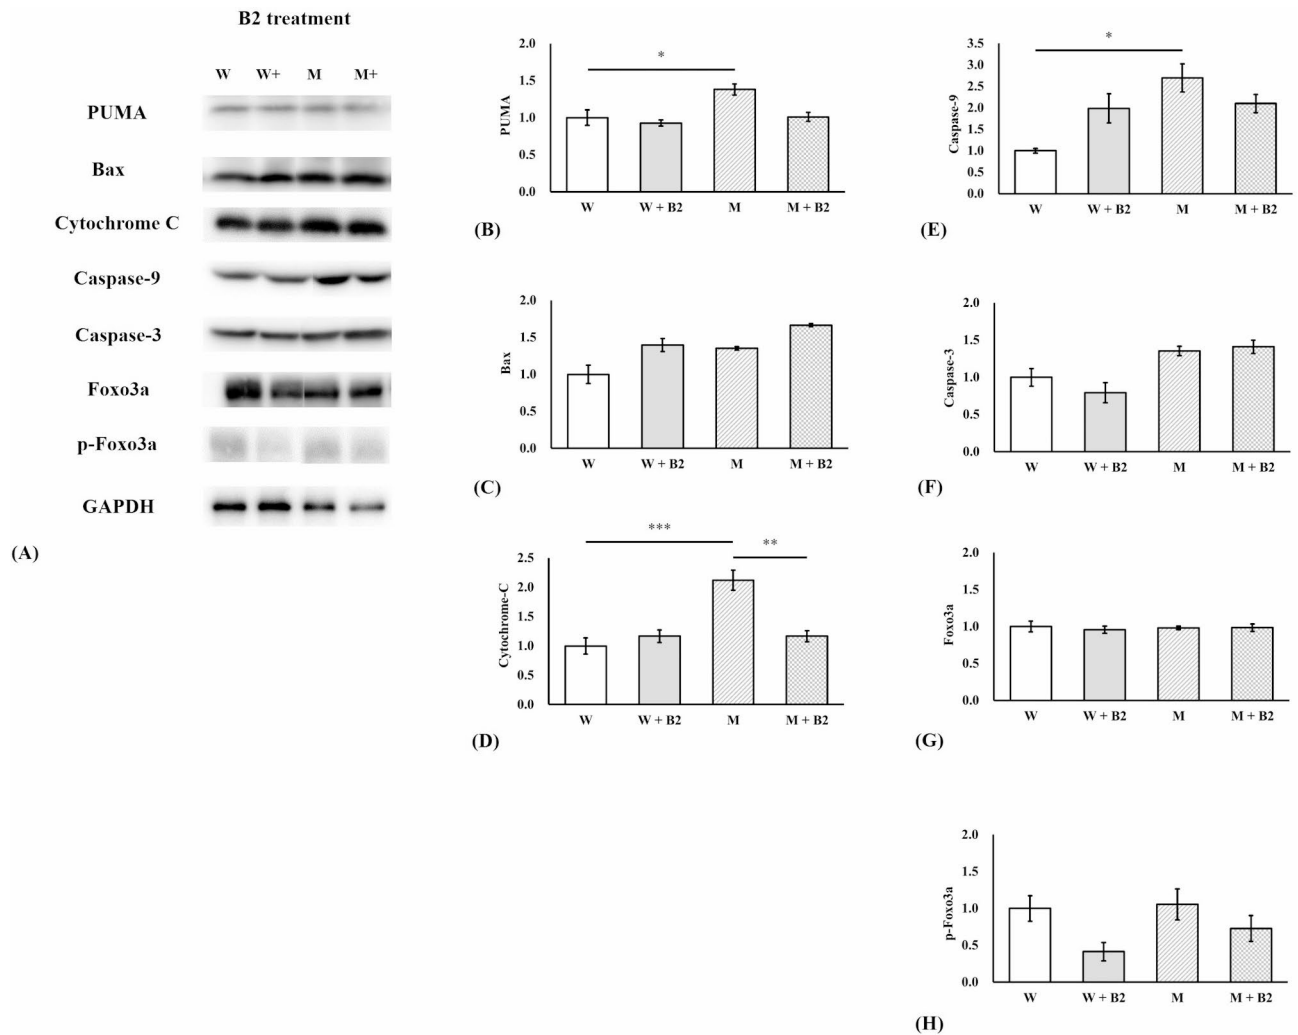 B2 treatment
W W+ M M+
PUMA
Bax
Cytochrome C
Caspase-9
Caspase-3
Foxo3a
p-Foxo3a
GAPDH
(A)
PUMA
2.0
1.5
1.0
0.5
0.0
*
W W + B2 M M + B2
(B)
Bax
2.0
1.5
1.0
0.5
0.0
W W + B2 M M + B2
(C)
Cytochrome-C
2.5
2.0
1.5
1.0
0.5
0.0
***
**
W W + B2 M M + B2
(D)
Caspase-9
3.5
3.0
2.5
2.0
1.5
1.0
0.5
0.0
*
W W + B2 M M + B2
(E)
Caspase-3
2.0
1.5
1.0
0.5
0.0
W W + B2 M M + B2
(F)
Foxo3a
2.0
1.5
1.0
0.5
0.0
W W + B2 M M + B2
(G)
p-Foxo3a
2.0
1.5
1.0
0.5
0.0
W W + B2 M M + B2
(H)